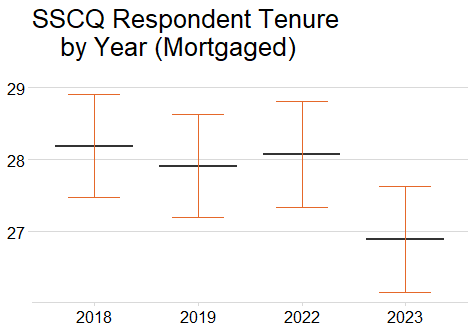 SSCQ Respondent Tenure
by Year (Mortgaged)
29
28
27
2018 2019 2022 2023